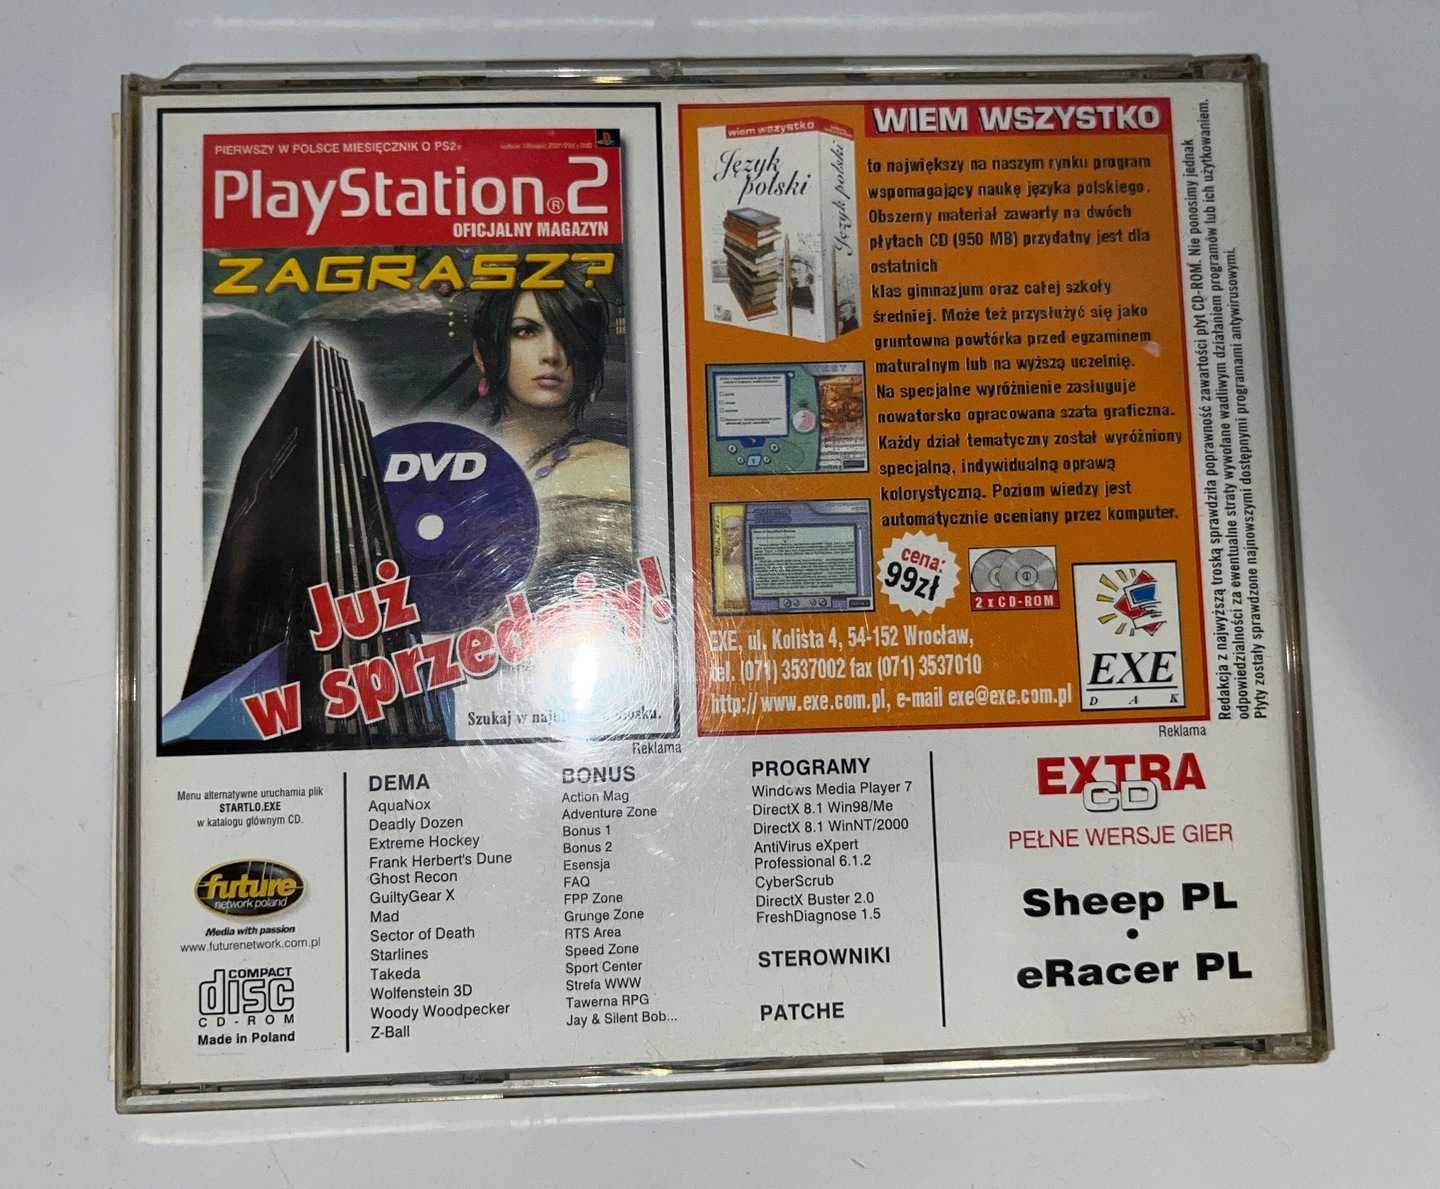 PIERWSZY W POLSCE MIESIĘCZNIK O PS2
PlayStation®2
OFICJALNY MAGAZYN
ZAGRASZ?
DVD
Już
w sprzedaży!
Szukaj w
Reklama
wiem wszystko
Język
polski
Język polski
WIEM WSZYSTKO
to największy na naszym rynku program
wspomagający naukę języka polskiego.
Obszerny materiał zawarty na dwóch
płytach CD (950 MB) przydatny jest dla
ostatnich
klas gimnazjum oraz całej szkoły
średniej. Może też przysłużyć się jako
gruntowna powtórka przed egzaminem
maturalnym lub na wyższą uczelnię.
Na specjalne wyróżnienie zasługuje
nowatorsko opracowana szata graficzna.
Każdy dział tematyczny został wyróżniony
specjalną, indywidualną oprawą
kolorystyczną. Poziom wiedzy jest
automatycznie oceniany przez komputer.
cena:
99zł
2 x CD-ROM
EXE
D A K
EXE, ul. Kolista 4, 54-152 Wrocław,
tel. (071) 3537002 fax (071) 3537010
http://www.exe.com.pl, e-mail exe@exe.com.pl
Reklama
Redakcja z najwyższą troską sprawdziła poprawność zawartości płyt CD-ROM. Nie ponosimy jednak
odpowiedzialności za ewentualne straty wywołane wadliwym działaniem programów lub ich użytkowaniem.
Płyty zostały sprawdzone najnowszymi dostępnymi programami antywirusowymi.
Menu alternatywne uruchamia plik
STARTLO.EXE
w katalogu głównym CD.
future
network poland
Media with passion
www.futurenetwork.com.pl
COMPACT
disc
CD-ROM
Made in Poland
DEMA
AquaNox
Deadly Dozen
Extreme Hockey
Frank Herbert's Dune
Ghost Recon
GuiltyGear X
Mad
Sector of Death
Starlines
Takeda
Wolfenstein 3D
Woody Woodpecker
Z-Ball
BONUS
Action Mag
Adventure Zone
Bonus 1
Bonus 2
Esensja
FAQ
FPP Zone
Grunge Zone
RTS Area
Speed Zone
Sport Center
Strefa WWW
Tawerna RPG
Jay & Silent Bob...
PROGRAMY
Windows Media Player 7
DirectX 8.1 Win98/Me
DirectX 8.1 WinNT/2000
AntiVirus eXpert
Professional 6.1.2
CyberScrub
DirectX Buster 2.0
FreshDiagnose 1.5
STEROWNIKI
PATCHE
EXTRA
CD
PEŁNE WERSJE GIER
Sheep PL
•
eRacer PL